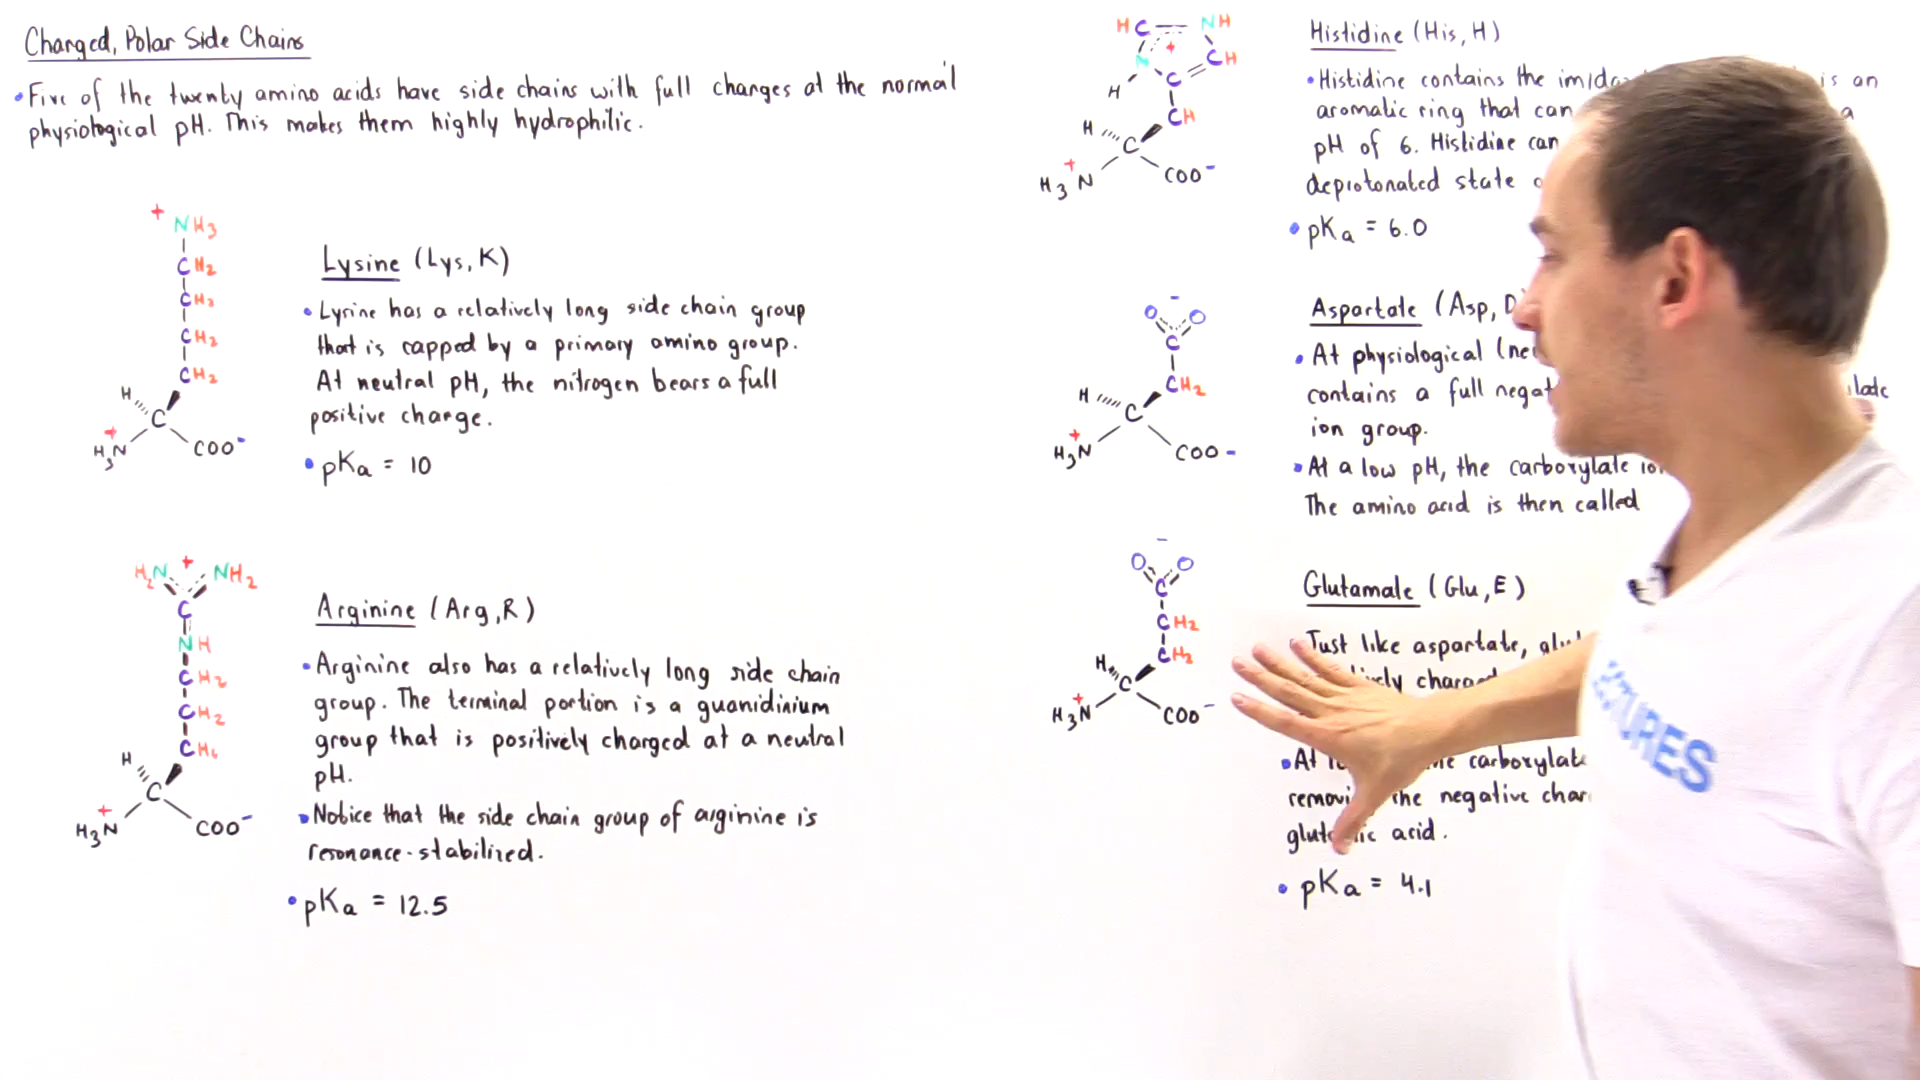 Charged, Polar Side Chains
• Five of the twenty amino acids have side chains with full charges at the normal
physiological pH. This makes them highly hydrophilic.
+
NH3
CH2
CH2
CH2
CH2
H
C
+
H3N
COO-
Lysine (Lys, K)
• Lysine has a relatively long side chain group
that is capped by a primary amino group.
At neutral pH, the nitrogen bears a full
positive charge.
• pKa = 10
+
H2N NH2
C
NH
CH2
CH2
CH2
H
C
+
H3N
COO-
Arginine (Arg, R)
• Arginine also has a relatively long side chain
group. The terminal portion is a guanidinium
group that is positively charged at a neutral
pH.
• Notice that the side chain group of arginine is
resonance-stabilized.
• pKa = 12.5
HC NH
+
N CH
C
H
CH
H
C
+
H3N
COO-
Histidine (His, H)
• Histidine contains the is an
aromatic ring that can a
pH of 6. Histidine can
deprotonated state
• pKa = 6.0
-
O O
C
CH2
H
C
+
H3N
COO-
Aspartate (Asp, D
• At physiological
contains a full
ion group.
• At a low pH, the carboxylate
The amino acid is then called
-
O O
C
CH2
CH2
H
C
+
H3N
COO-
Glutamate (Glu, E)
Just like aspartate,
• At carboxylate
the negative
acid.
• pKa = 4.1